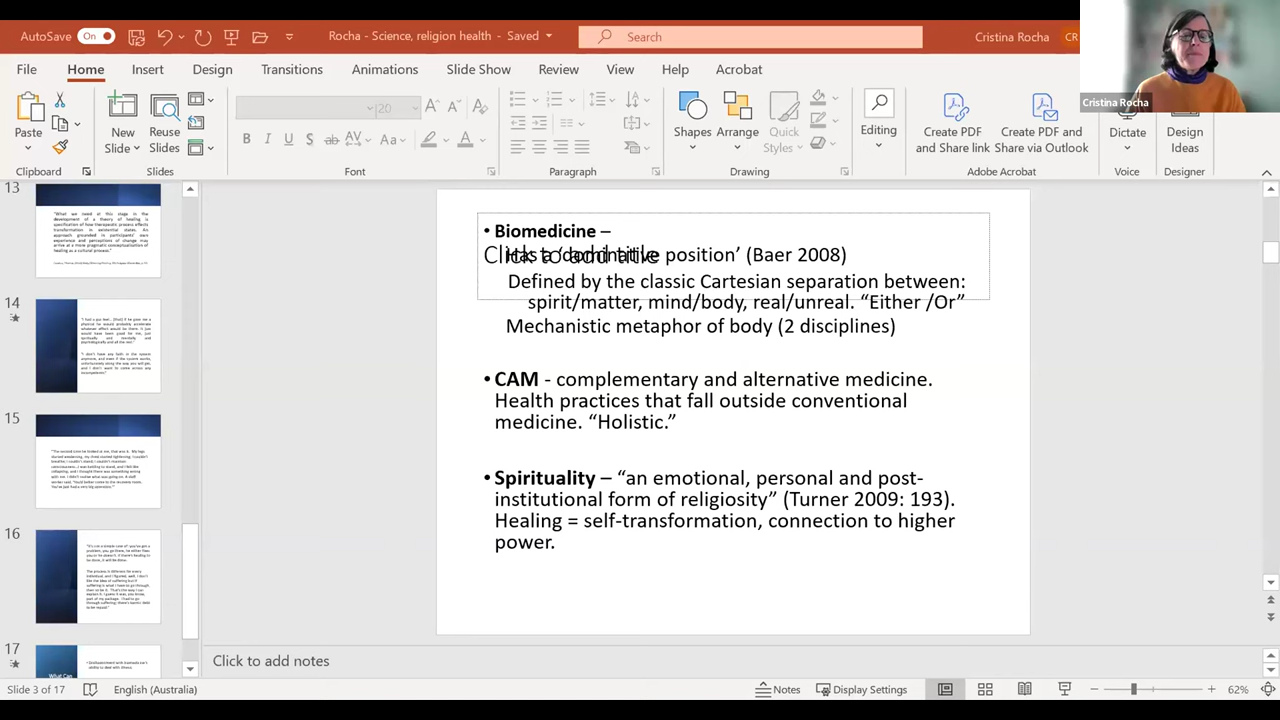 AutoSave On Rocha - Science, religion health - Saved Search Cristina Rocha CR
File Home Insert Design Transitions Animations Slide Show Review View Help Acrobat
Cristina Rocha
20
Paste New Slide Reuse Slides Shapes Arrange Quick Styles Editing Create PDF and Share link Create PDF and Share via Outlook Dictate Design Ideas
Clipboard Slides Font Paragraph Drawing Adobe Acrobat Voice Designer
13
14
15
16
17
What Can
• Biomedicine –
Click to add title
Has a ‘dominative position’ (Baer 2008)
Defined by the classic Cartesian separation between:
spirit/matter, mind/body, real/unreal. “Either /Or”
Mechanistic metaphor of body (2 disciplines)
• CAM - complementary and alternative medicine.
Health practices that fall outside conventional
medicine. “Holistic.”
• Spirituality – “an emotional, personal and post-
institutional form of religiosity” (Turner 2009: 193).
Healing = self-transformation, connection to higher
power.
Click to add notes
Slide 3 of 17 English (Australia) Notes Display Settings 62%